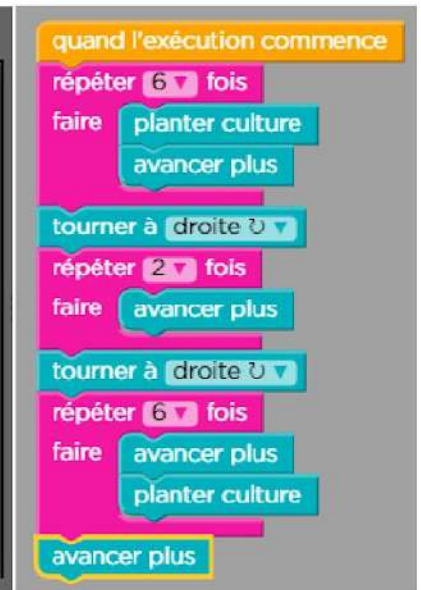 quand l'exécution commence
répéter 6 fois
faire planter culture
avancer plus
tourner à droite ↻
répéter 2 fois
faire avancer plus
tourner à droite ↻
répéter 6 fois
faire avancer plus
planter culture
avancer plus